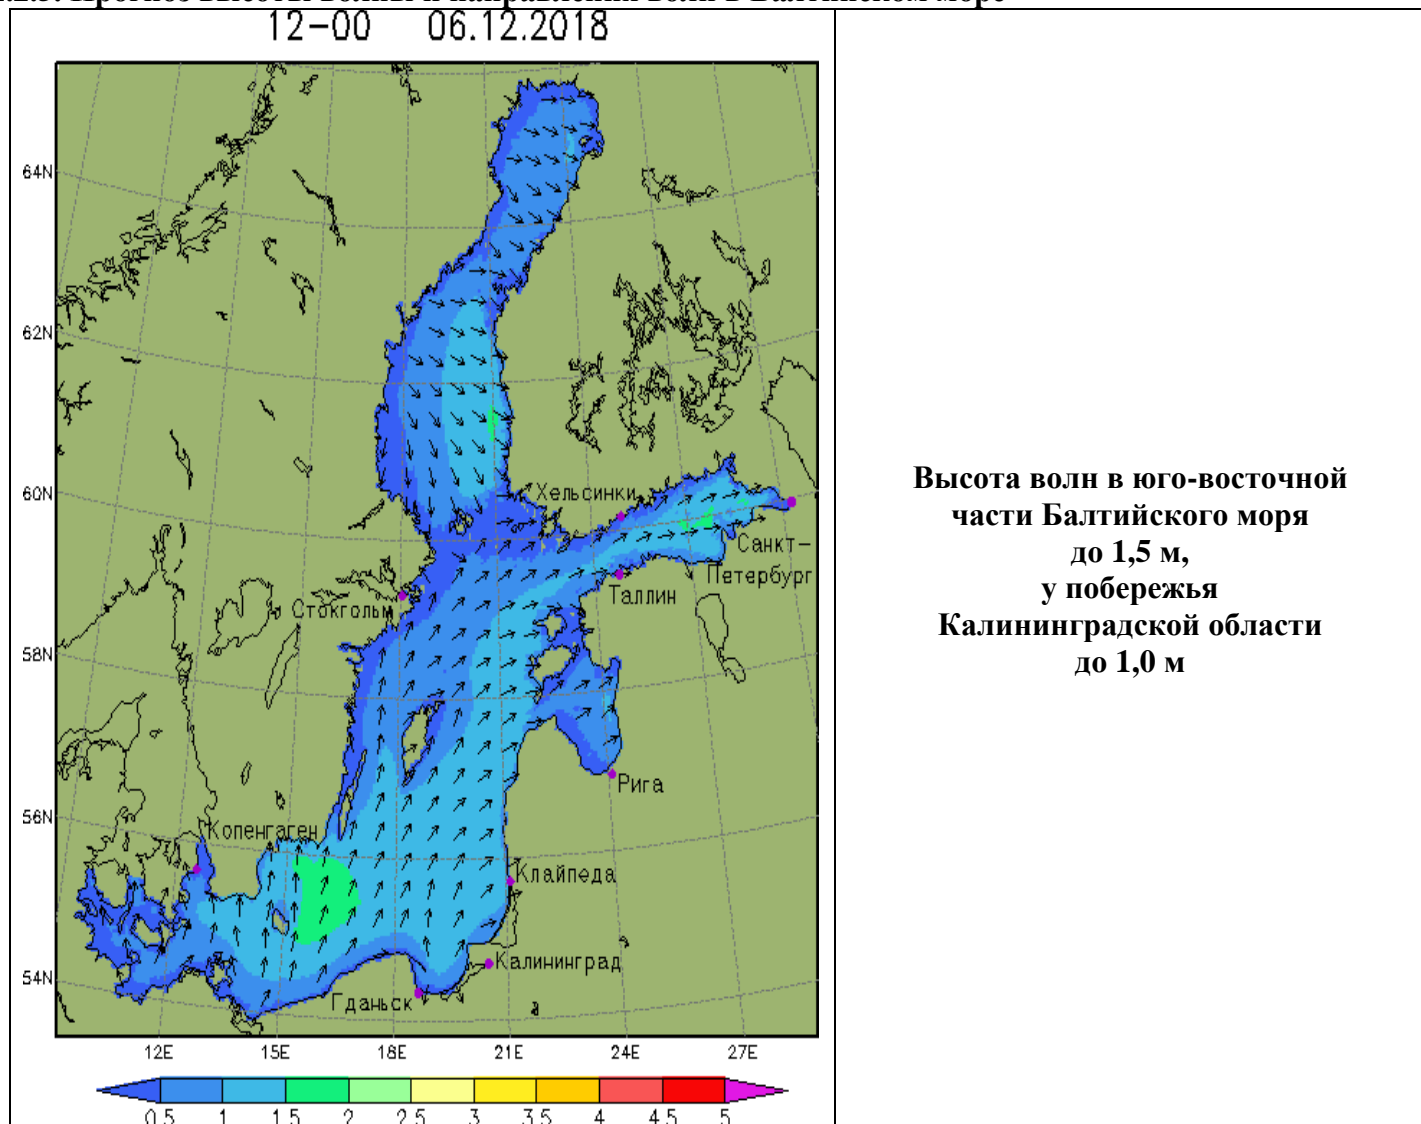 12-00 06.12.2018
64N
62N
60N
58N
56N
54N
Хельсинки
Санкт-
Петербург
Таллин
Стокгольм
Рига
Копенгаген
Клайпеда
Калининград
Гданьск
12E 15E 18E 21E 24E 27E
0.5 1 1.5 2 2.5 3 3.5 4 4.5 5
Высота волн в юго-восточной
части Балтийского моря
до 1,5 м,
у побережья
Калининградской области
до 1,0 м